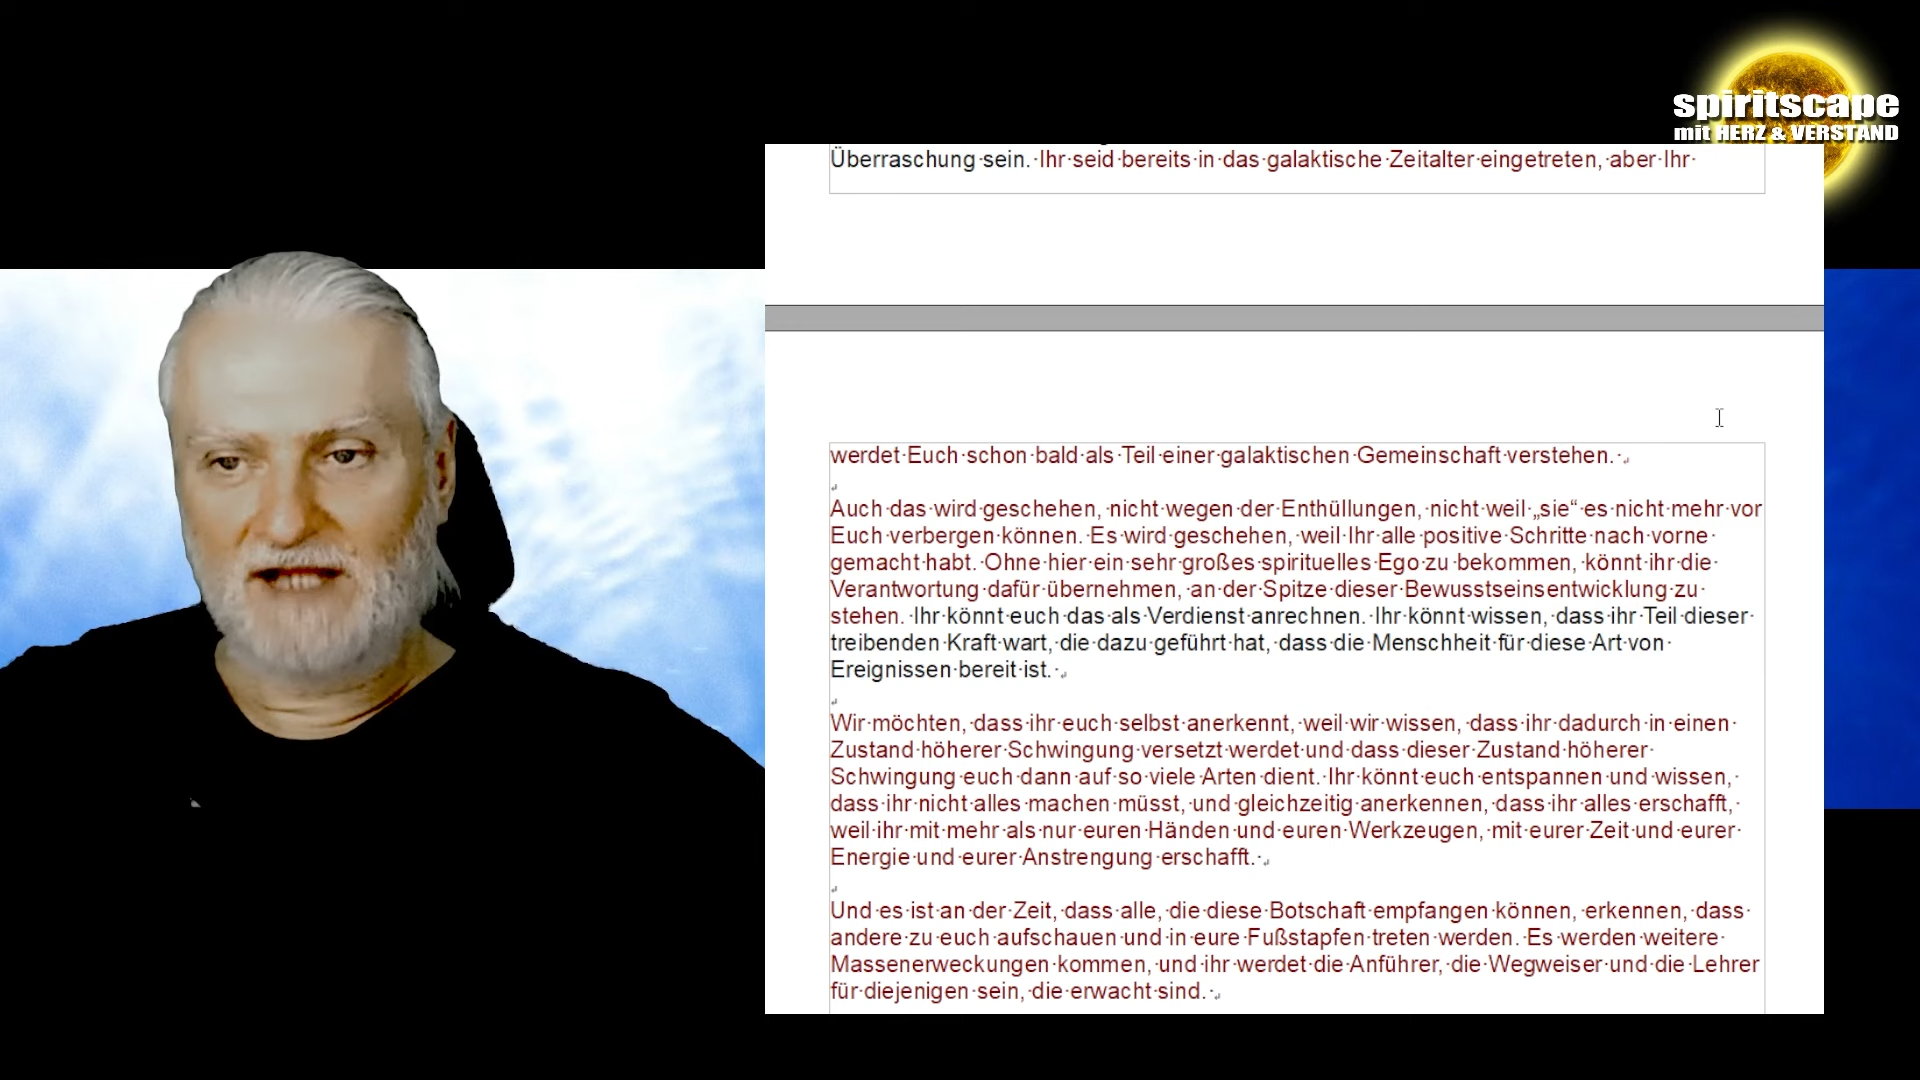 spiritscape
mit HERZ & VERSTAND
Überraschung sein. Ihr seid bereits in das galaktische Zeitalter eingetreten, aber Ihr
werdet Euch schon bald als Teil einer galaktischen Gemeinschaft verstehen.
Auch das wird geschehen, nicht wegen der Enthüllungen, nicht weil „sie“ es nicht mehr vor
Euch verbergen können. Es wird geschehen, weil Ihr alle positive Schritte nach vorne
gemacht habt. Ohne hier ein sehr großes spirituelles Ego zu bekommen, könnt ihr die
Verantwortung dafür übernehmen, an der Spitze dieser Bewusstseinsentwicklung zu
stehen. Ihr könnt euch das als Verdienst anrechnen. Ihr könnt wissen, dass ihr Teil dieser
treibenden Kraft wart, die dazu geführt hat, dass die Menschheit für diese Art von
Ereignissen bereit ist.
Wir möchten, dass ihr euch selbst anerkennt, weil wir wissen, dass ihr dadurch in einen
Zustand höherer Schwingung versetzt werdet und dass dieser Zustand höherer
Schwingung euch dann auf so viele Arten dient. Ihr könnt euch entspannen und wissen,
dass ihr nicht alles machen müsst, und gleichzeitig anerkennen, dass ihr alles erschafft,
weil ihr mit mehr als nur euren Händen und euren Werkzeugen, mit eurer Zeit und eurer
Energie und eurer Anstrengung erschafft.
Und es ist an der Zeit, dass alle, die diese Botschaft empfangen können, erkennen, dass
andere zu euch aufschauen und in eure Fußstapfen treten werden. Es werden weitere
Massenerweckungen kommen, und ihr werdet die Anführer, die Wegweiser und die Lehrer
für diejenigen sein, die erwacht sind.